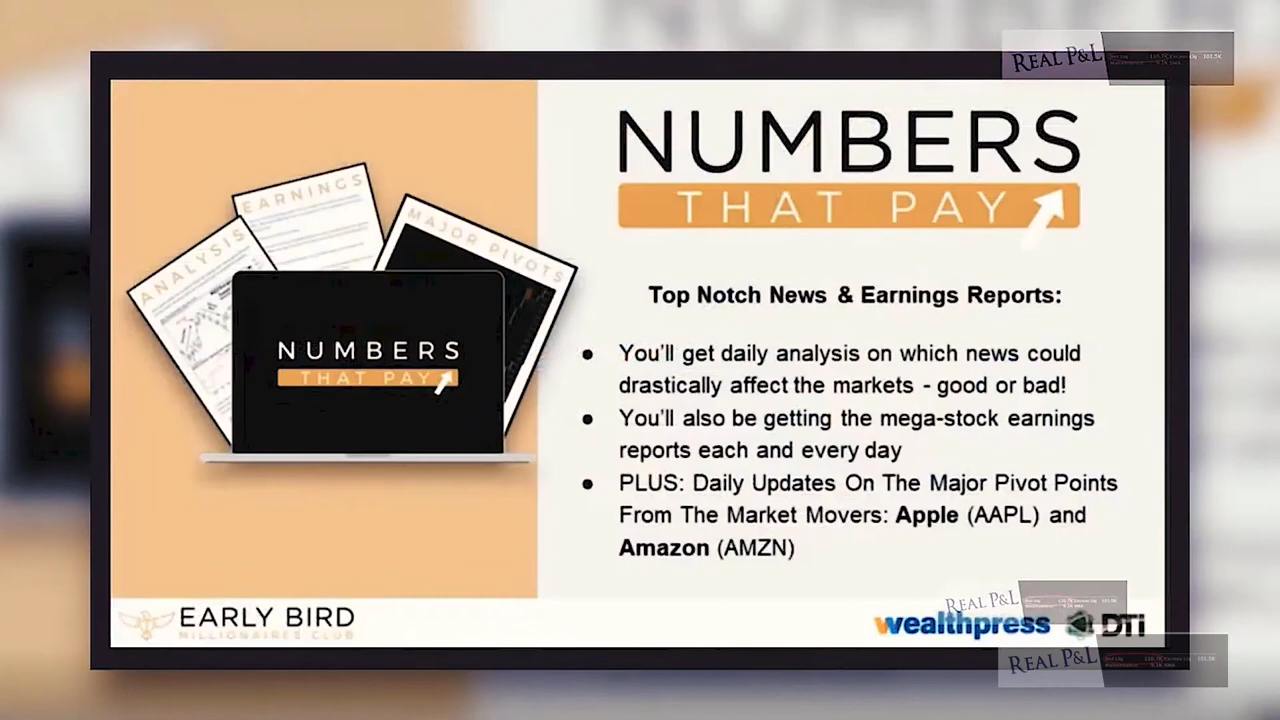 REAL P&L
NUMBERS
THAT PAY
EARNINGS
MAJOR PIVOTS
ANALYSIS
NUMBERS
THAT PAY
Top Notch News & Earnings Reports:
● You'll get daily analysis on which news could
drastically affect the markets - good or bad!
● You'll also be getting the mega-stock earnings
reports each and every day
● PLUS: Daily Updates On The Major Pivot Points
From The Market Movers: Apple (AAPL) and
Amazon (AMZN)
EARLY BIRD
MILLIONAIRES CLUB
REAL P&L
wealthpress DTi
REAL P&L